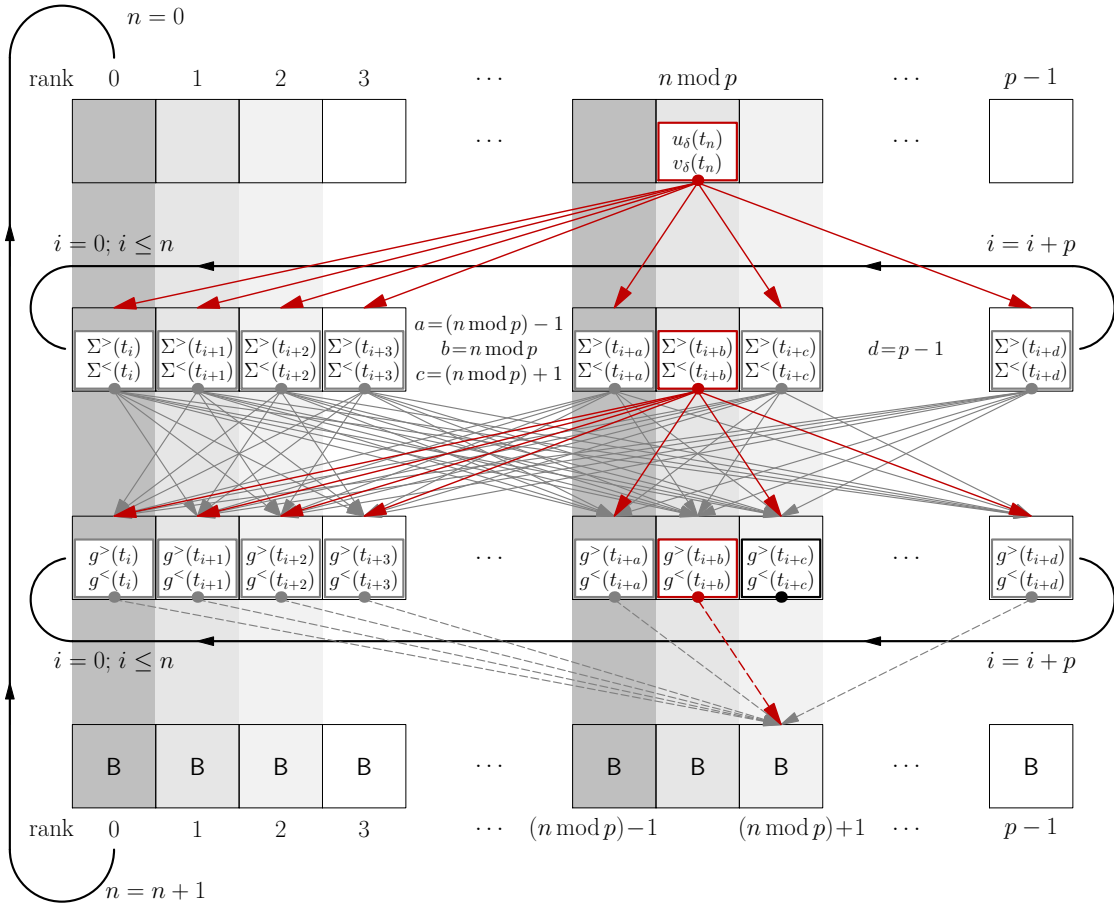 n = 0
rank 0 1 2 3 ⋯ n mod p ⋯ p − 1
⋯ ⋯
u_δ(t_n)
v_δ(t_n)
i = 0; i ≤ n i = i + p
a=(n mod p) − 1
b=n mod p
c=(n mod p) + 1
d=p − 1
Σ^>(t_i) Σ^>(t_{i+1}) Σ^>(t_{i+2}) Σ^>(t_{i+3}) Σ^>(t_{i+a}) Σ^>(t_{i+b}) Σ^>(t_{i+c}) Σ^>(t_{i+d})
Σ^<(t_i) Σ^<(t_{i+1}) Σ^<(t_{i+2}) Σ^<(t_{i+3}) Σ^<(t_{i+a}) Σ^<(t_{i+b}) Σ^<(t_{i+c}) Σ^<(t_{i+d})
g^>(t_i) g^>(t_{i+1}) g^>(t_{i+2}) g^>(t_{i+3}) ⋯ g^>(t_{i+a}) g^>(t_{i+b}) g^>(t_{i+c}) ⋯ g^>(t_{i+d})
g^<(t_i) g^<(t_{i+1}) g^<(t_{i+2}) g^<(t_{i+3}) g^<(t_{i+a}) g^<(t_{i+b}) g^<(t_{i+c}) g^<(t_{i+d})
i = 0; i ≤ n i = i + p
B B B B ⋯ B B B ⋯ B
rank 0 1 2 3 ⋯ (n mod p)−1 (n mod p)+1 ⋯ p − 1
n = n + 1